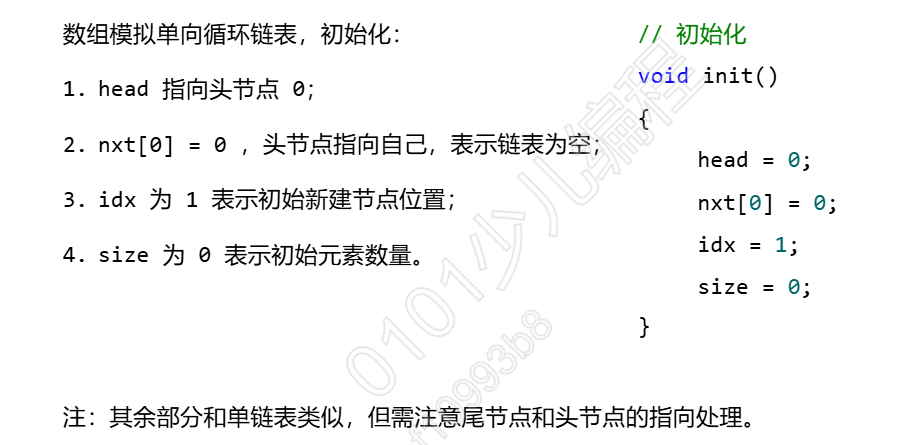 数组模拟单向循环链表，初始化：
1. head 指向头节点 0；
2. nxt[0] = 0 ，头节点指向自己，表示链表为空；
3. idx 为 1 表示初始新建节点位置；
4. size 为 0 表示初始元素数量。
// 初始化
void init()
{
head = 0;
nxt[0] = 0;
idx = 1;
size = 0;
}
注：其余部分和单链表类似，但需注意尾节点和头节点的指向处理。
0101少儿编程